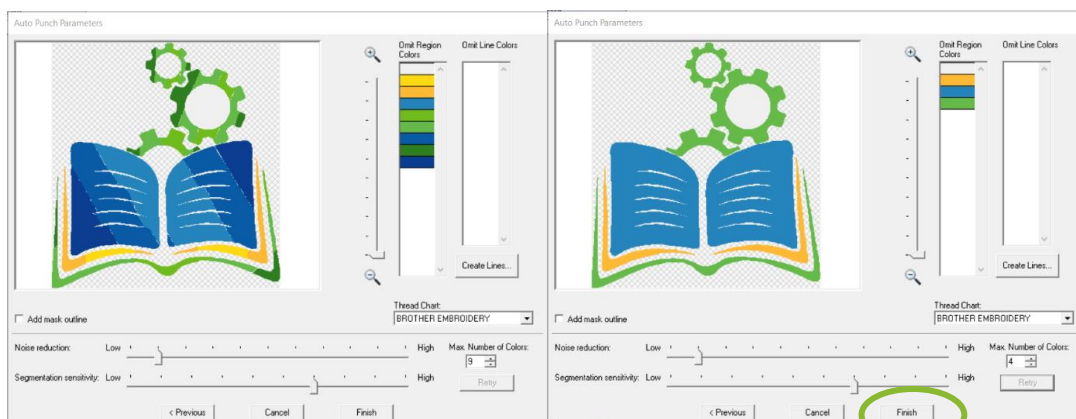 Auto Punch Parameters
Omit Region Colors
Omit Line Colors
Create Lines...
Thread Chart:
BROTHER EMBROIDERY
Add mask outline
Noise reduction: Low High
Max. Number of Colors:
9
Segmentation sensitivity: Low High
Retry
< Previous Cancel Finish
Auto Punch Parameters
Omit Region Colors
Omit Line Colors
Create Lines...
Thread Chart:
BROTHER EMBROIDERY
Add mask outline
Noise reduction: Low High
Max. Number of Colors:
4
Segmentation sensitivity: Low High
Retry
< Previous Cancel Finish